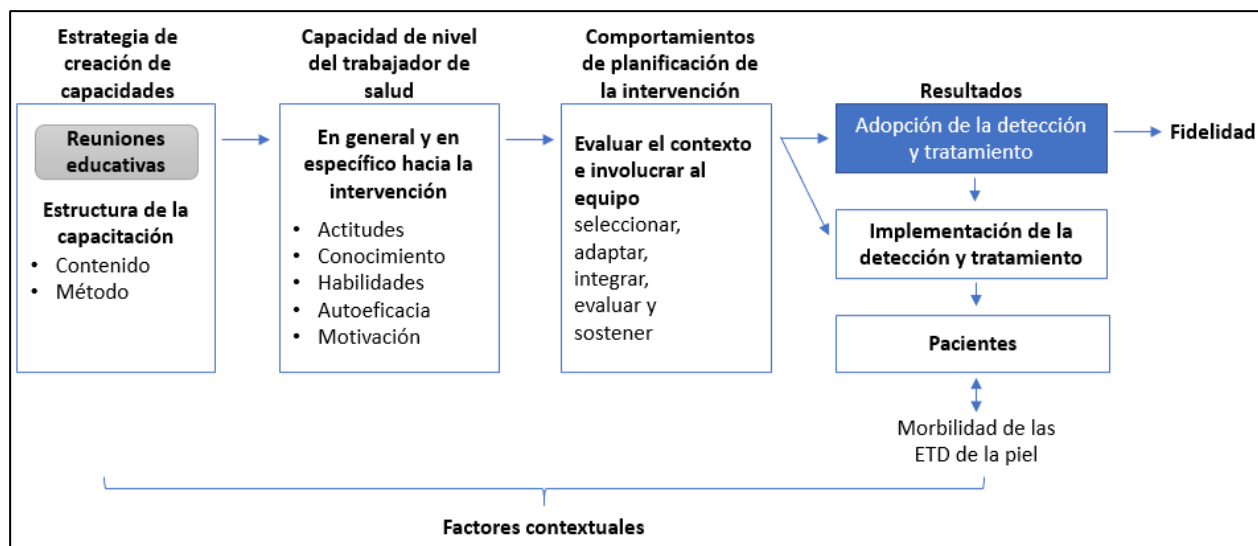 Estrategia de
creación de
capacidades
Reuniones
educativas
Estructura de la
capacitación
• Contenido
• Método
Capacidad de nivel
del trabajador de
salud
En general y en
específico hacia la
intervención
• Actitudes
• Conocimiento
• Habilidades
• Autoeficacia
• Motivación
Comportamientos
de planificación de
la intervención
Evaluar el contexto
e involucrar al
equipo
seleccionar,
adaptar,
integrar,
evaluar y
sostener
Resultados
Adopción de la detección
y tratamiento
Fidelidad
Implementación de la
detección y tratamiento
Pacientes
Morbilidad de las
ETD de la piel
Factores contextuales